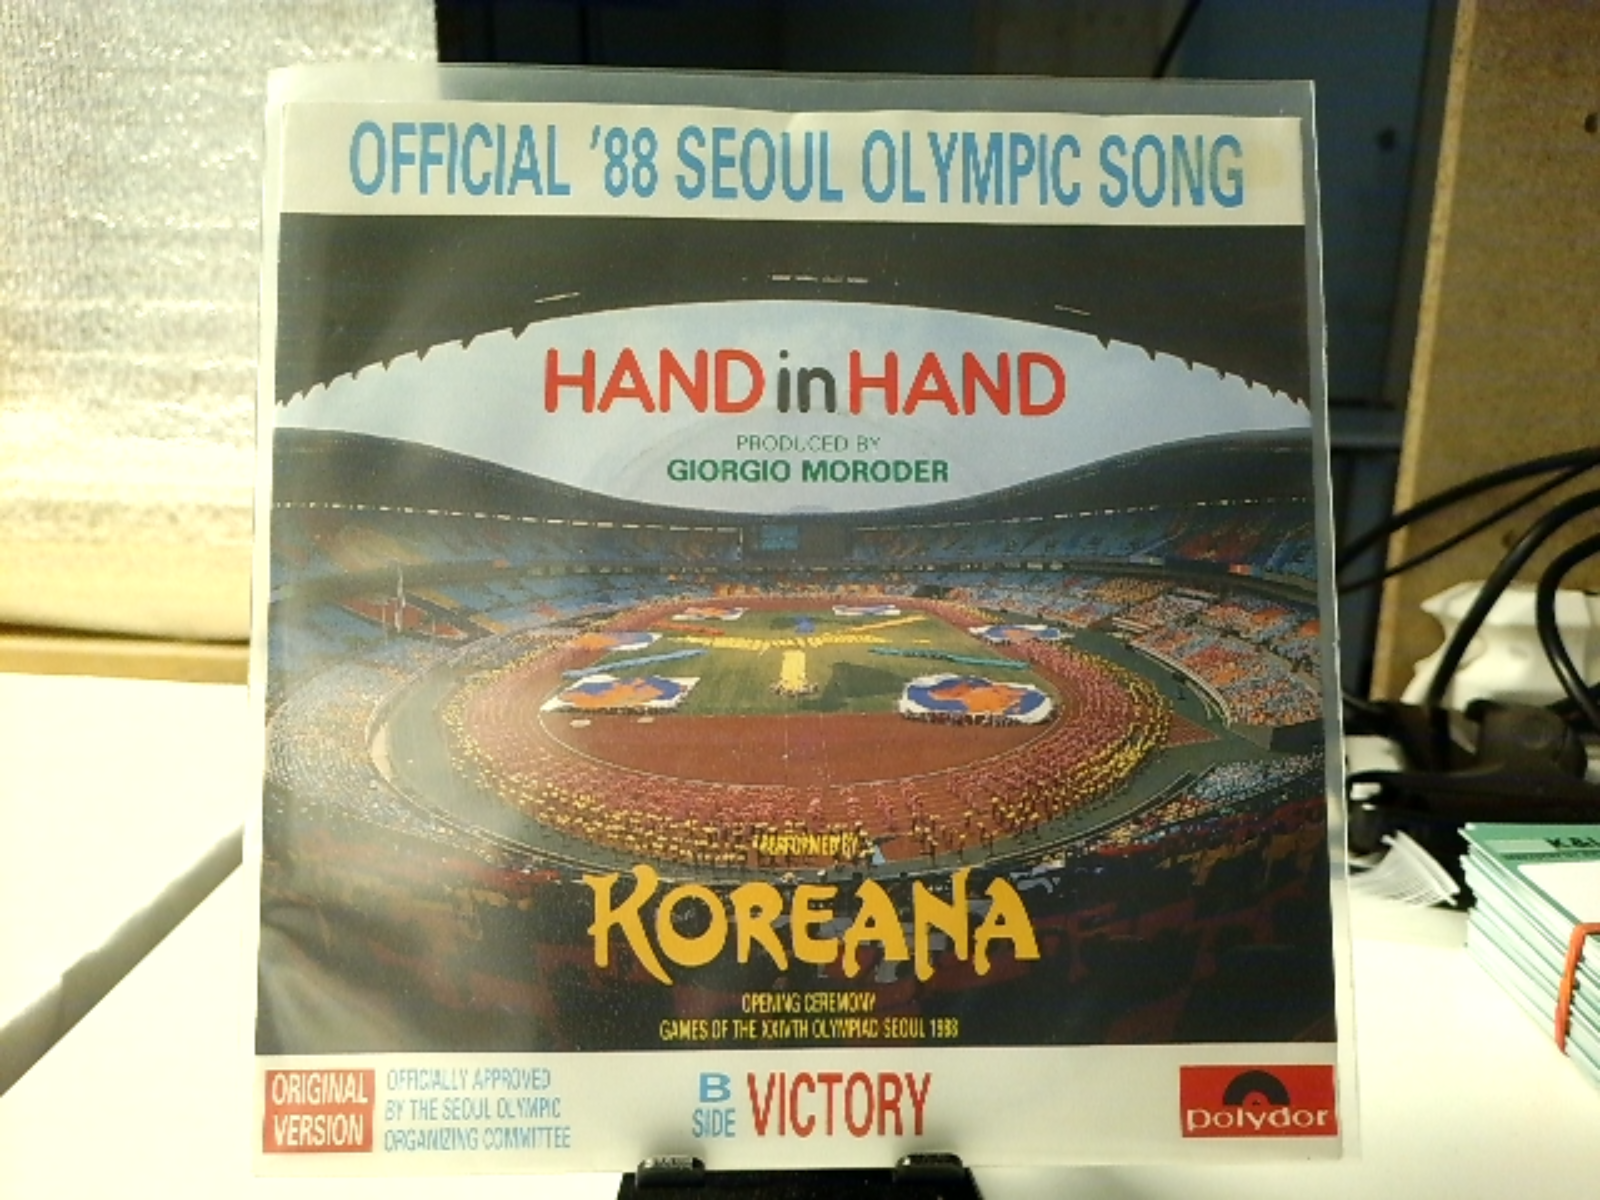 OFFICIAL '88 SEOUL OLYMPIC SONG
HAND in HAND
PRODUCED BY
GIORGIO MORODER
PERFORMED BY
KOREANA
OPENING CEREMONY
GAMES OF THE XXIVTH OLYMPIAD SEOUL 1988
ORIGINAL
VERSION
OFFICIALLY APPROVED
BY THE SEOUL OLYMPIC
ORGANIZING COMMITTEE
B
SIDE
VICTORY
polydor